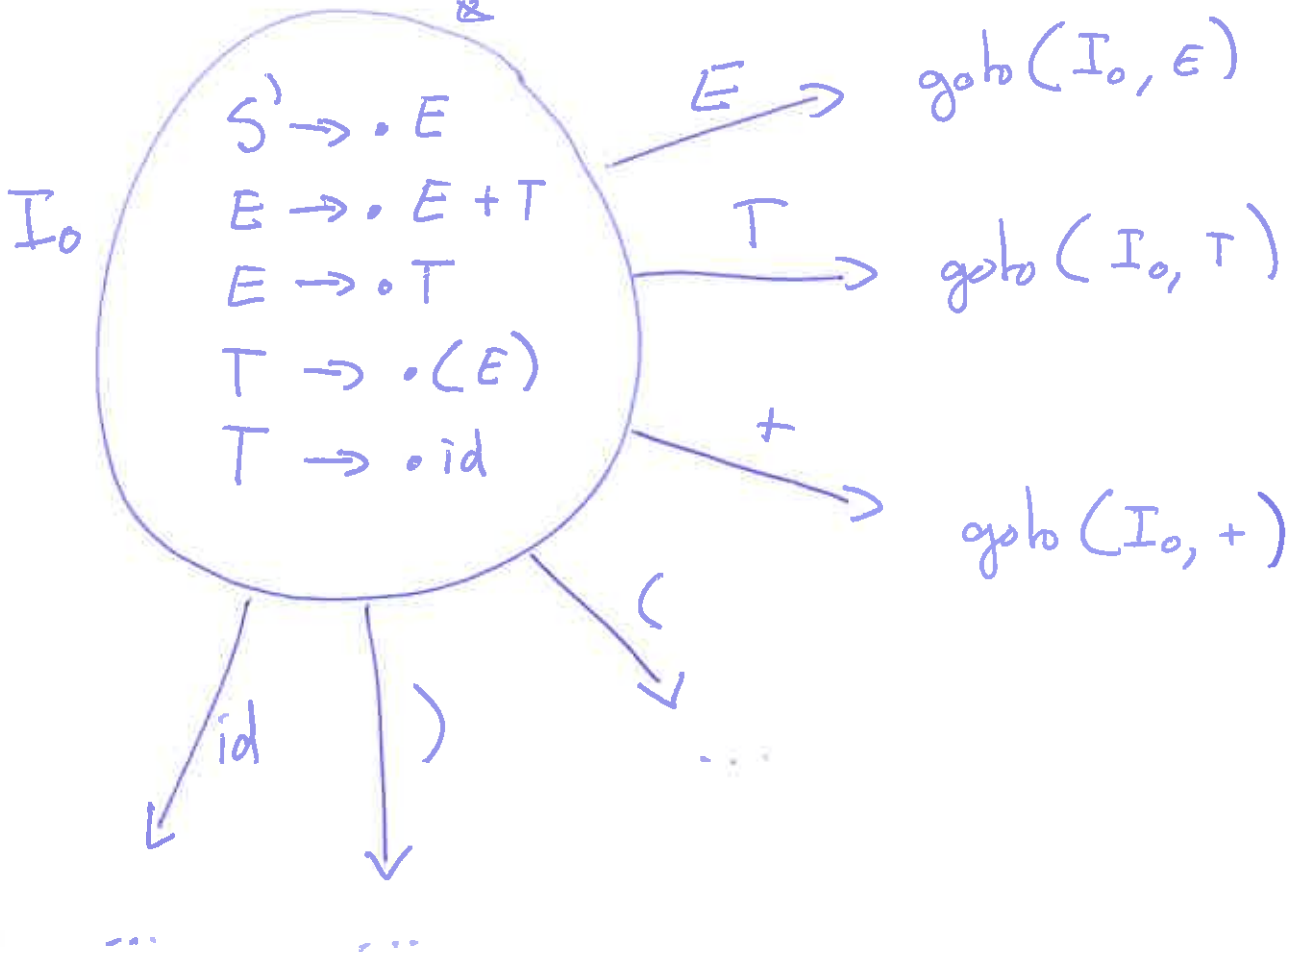 S' → . E
E → . E + T
E → . T
T → . (E)
T → . id
I₀
E
goto (I₀, E)
T
goto (I₀, T)
+
goto (I₀, +)
(
...
)
...
id
...